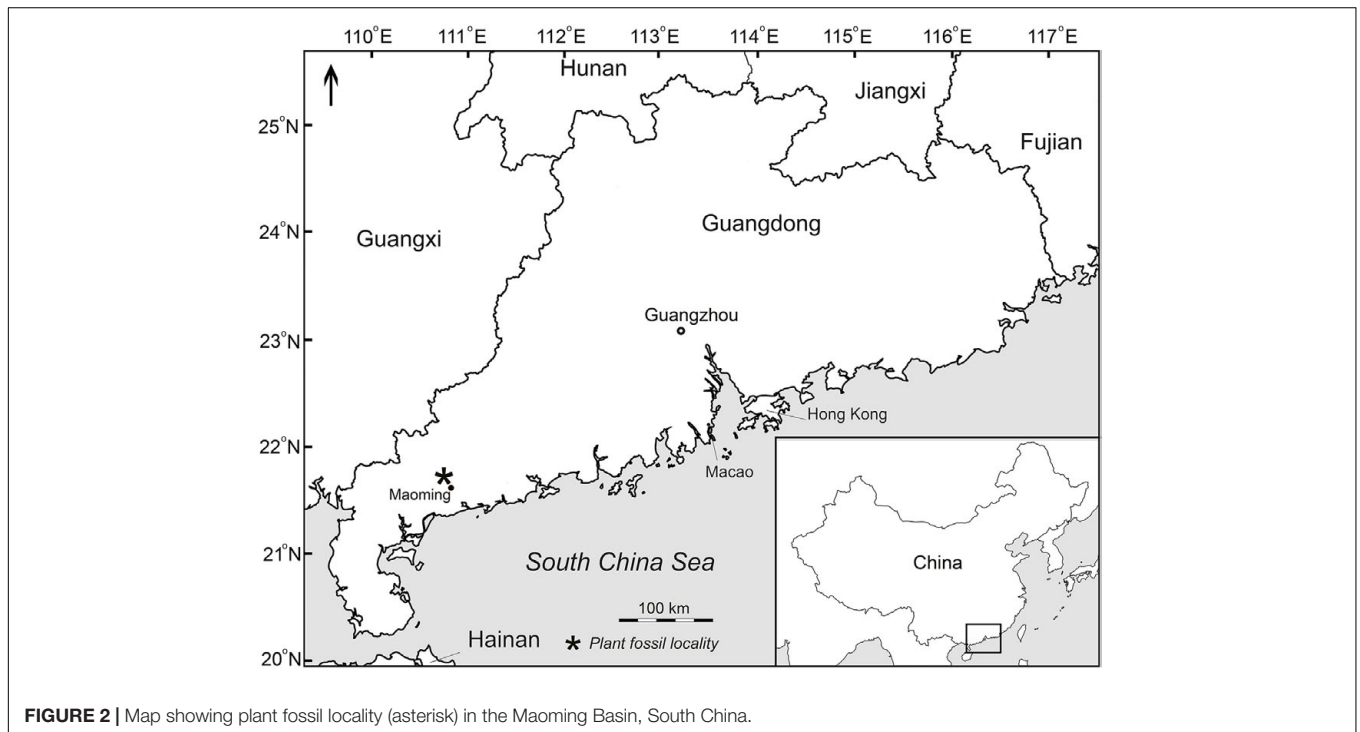 110°E 111°E 112°E 113°E 114°E 115°E 116°E 117°E
Hunan
Jiangxi
25°N
Fujian
24°N
Guangxi
Guangdong
Guangzhou
23°N
Hong Kong
22°N
Macao
Maoming
21°N
South China Sea
China
100 km
Hainan
* Plant fossil locality
20°N
FIGURE 2 | Map showing plant fossil locality (asterisk) in the Maoming Basin, South China.